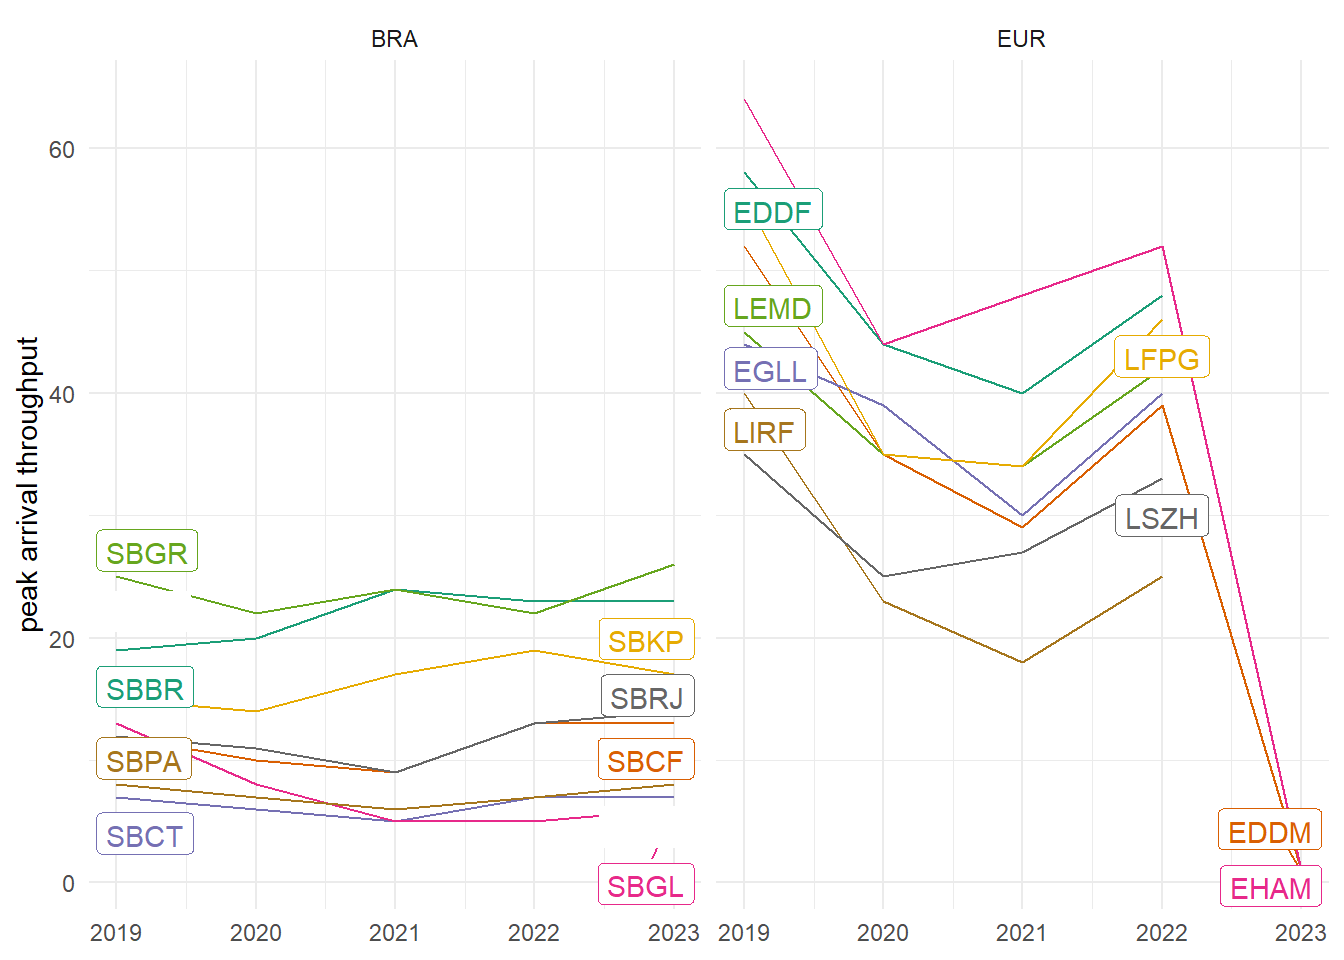 BRA
EUR
peak arrival throughput
60
40
20
0
SBGR
SBBR
SBPA
SBCT
SBKP
SBRJ
SBCF
SBGL
EDDF
LEMD
EGLL
LIRF
LFPG
LSZH
EDDM
EHAM
2019 2020 2021 2022 2023
2019 2020 2021 2022 2023